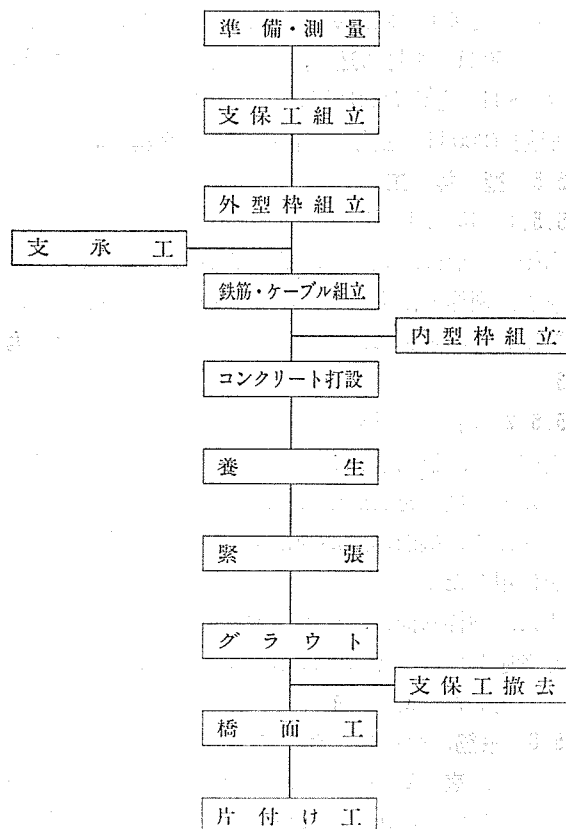 準備・測量
支保工組立
外型枠組立
支承工
鉄筋・ケーブル組立
内型枠組立
コンクリート打設
養生
緊張
グラウト
支保工撤去
橋面工
片付け工